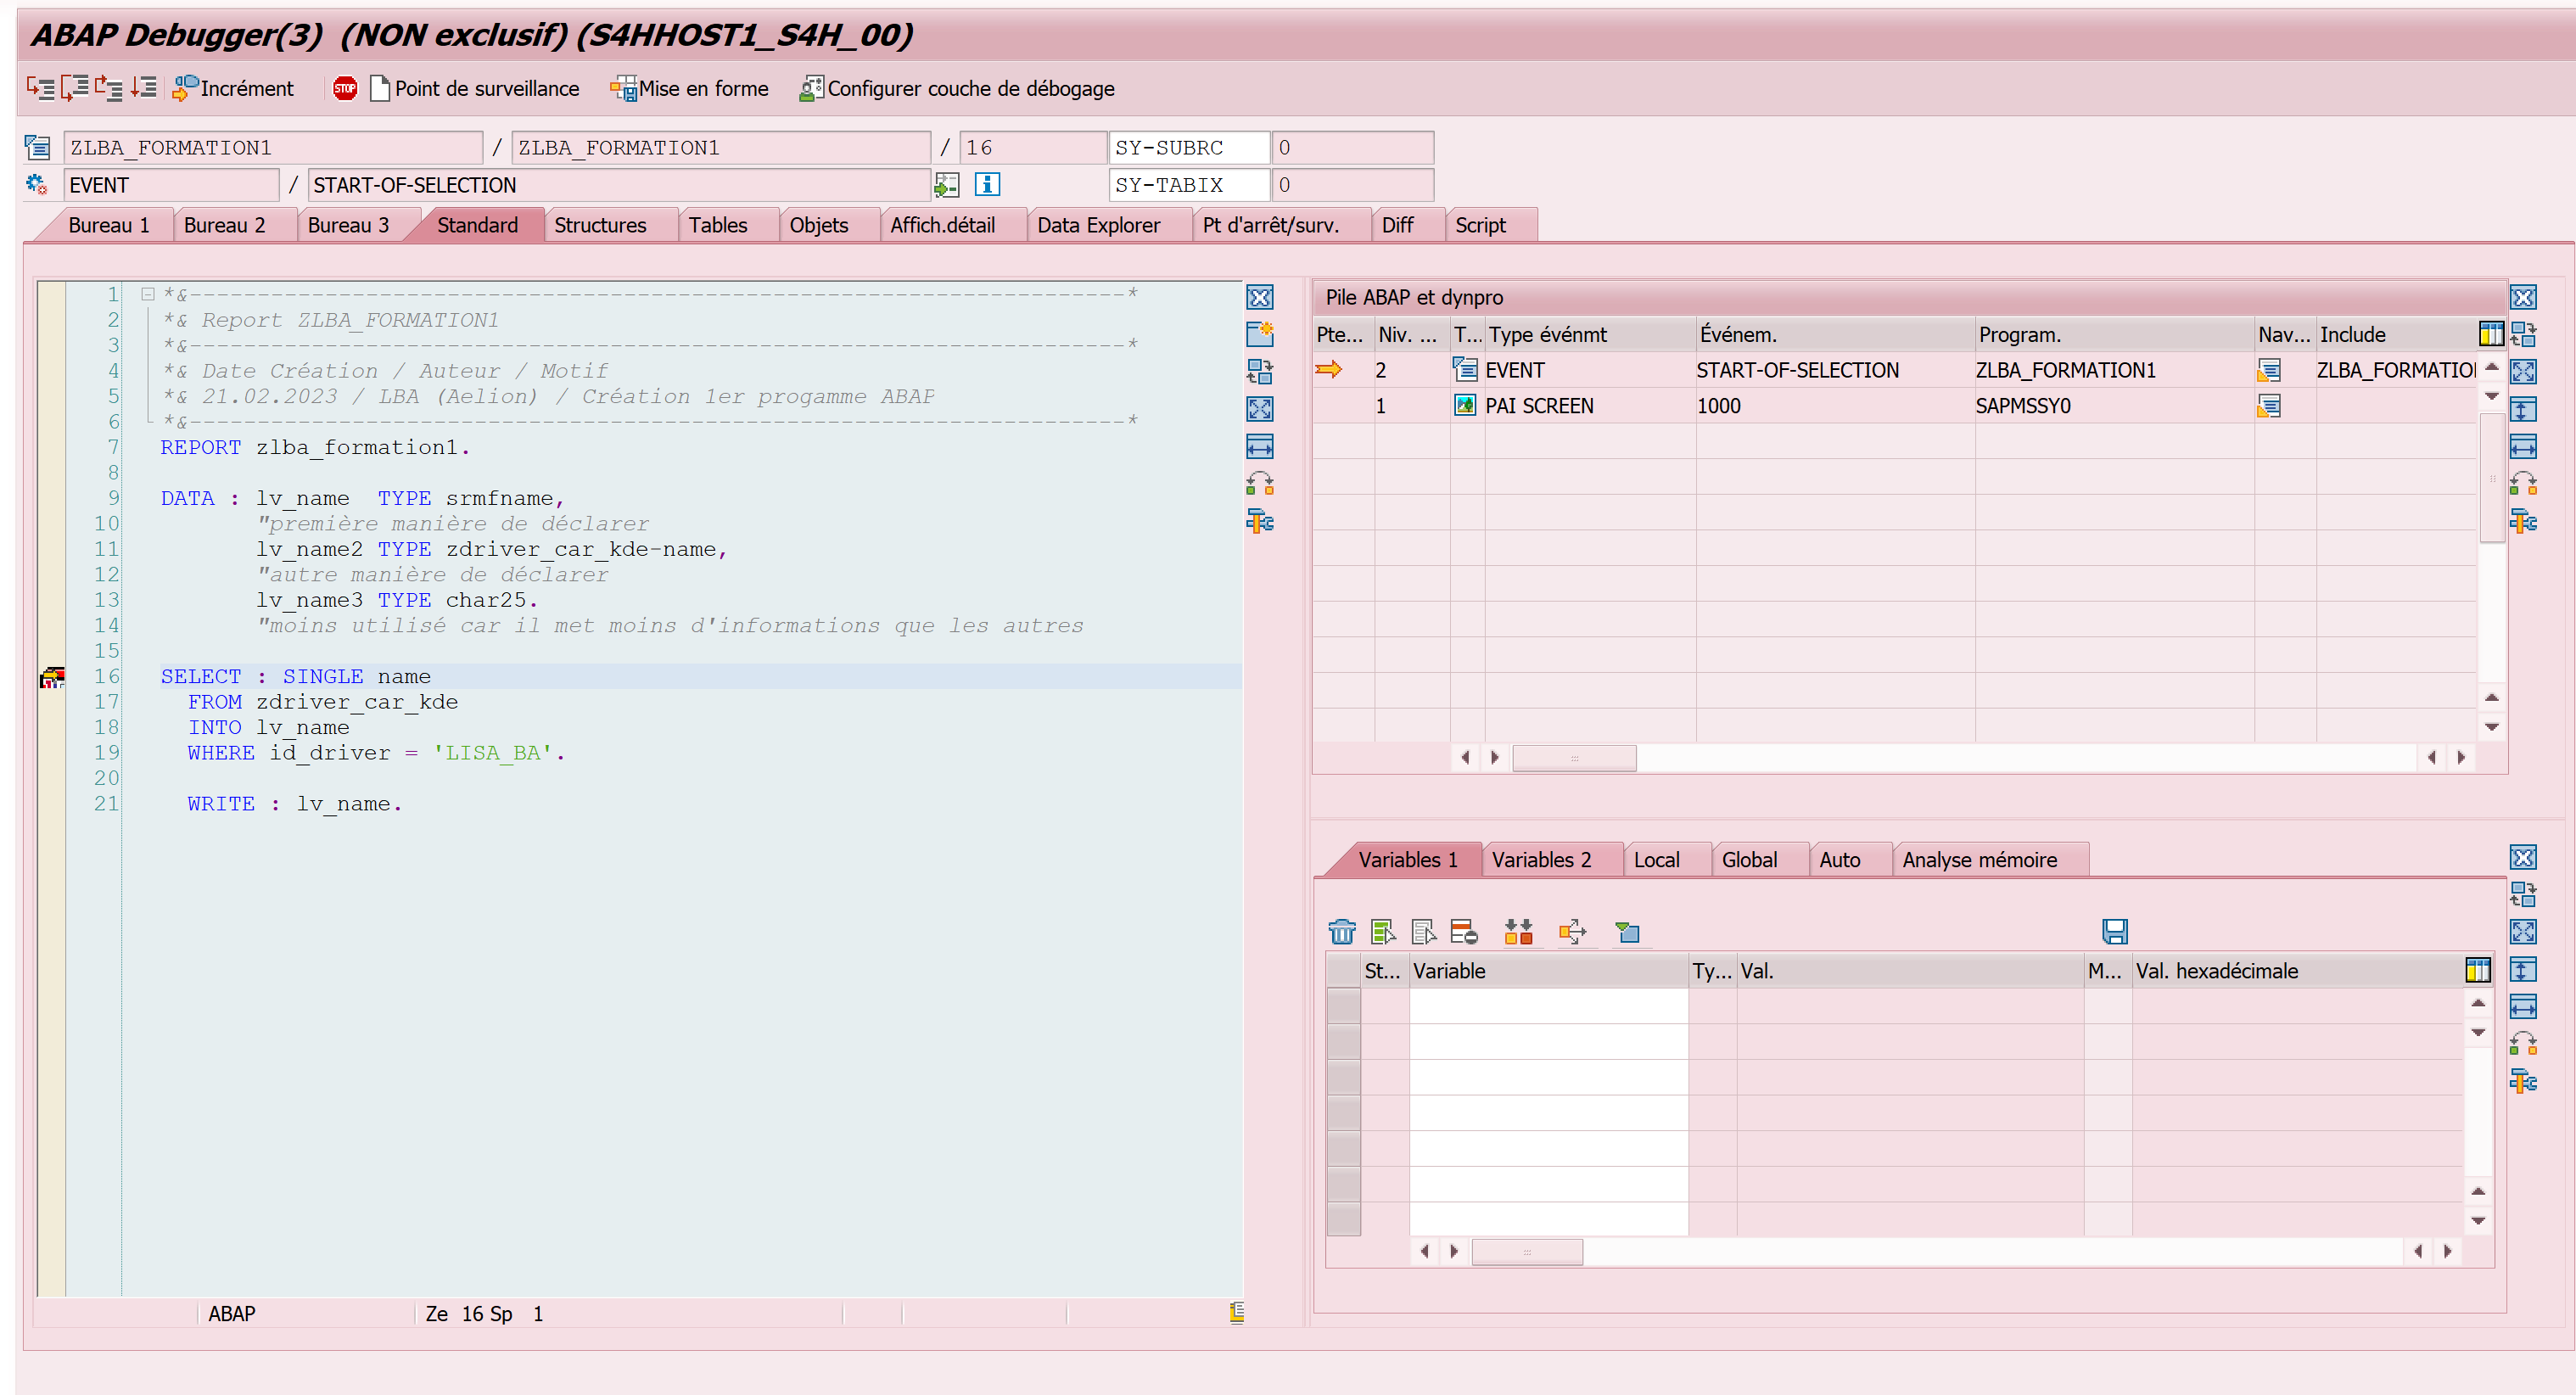 ABAP Debugger(3) (NON exclusif) (S4HHOST1_S4H_00)
Incrément STOP Point de surveillance Mise en forme Configurer couche de débogage
ZLBA_FORMATION1 / ZLBA_FORMATION1 / 16 SY-SUBRC 0
EVENT / START-OF-SELECTION SY-TABIX 0
Bureau 1 Bureau 2 Bureau 3 Standard Structures Tables Objets Affich.détail Data Explorer Pt d'arrêt/surv. Diff Script
1 *&---------------------------------------------------------------------*
2 *& Report ZLBA_FORMATION1
3 *&---------------------------------------------------------------------*
4 *& Date Création / Auteur / Motif
5 *& 21.02.2023 / LBA (Aelion) / Création 1er progamme ABAP
6 *&---------------------------------------------------------------------*
7 REPORT zlba_formation1.
8
9 DATA : lv_name TYPE srmfname,
10 "première manière de déclarer
11 lv_name2 TYPE zdriver_car_kde-name,
12 "autre manière de déclarer
13 lv_name3 TYPE char25.
14 "moins utilisé car il met moins d'informations que les autres
15
16 SELECT : SINGLE name
17 FROM zdriver_car_kde
18 INTO lv_name
19 WHERE id_driver = 'LISA_BA'.
20
21 WRITE : lv_name.
ABAP Ze 16 Sp 1
Pile ABAP et dynpro
Pte... Niv. ... T... Type événmt Événem. Program. Nav... Include
2 EVENT START-OF-SELECTION ZLBA_FORMATION1 ZLBA_FORMATIO
1 PAI SCREEN 1000 SAPMSSY0
Variables 1 Variables 2 Local Global Auto Analyse mémoire
St... Variable Ty... Val. M... Val. hexadécimale